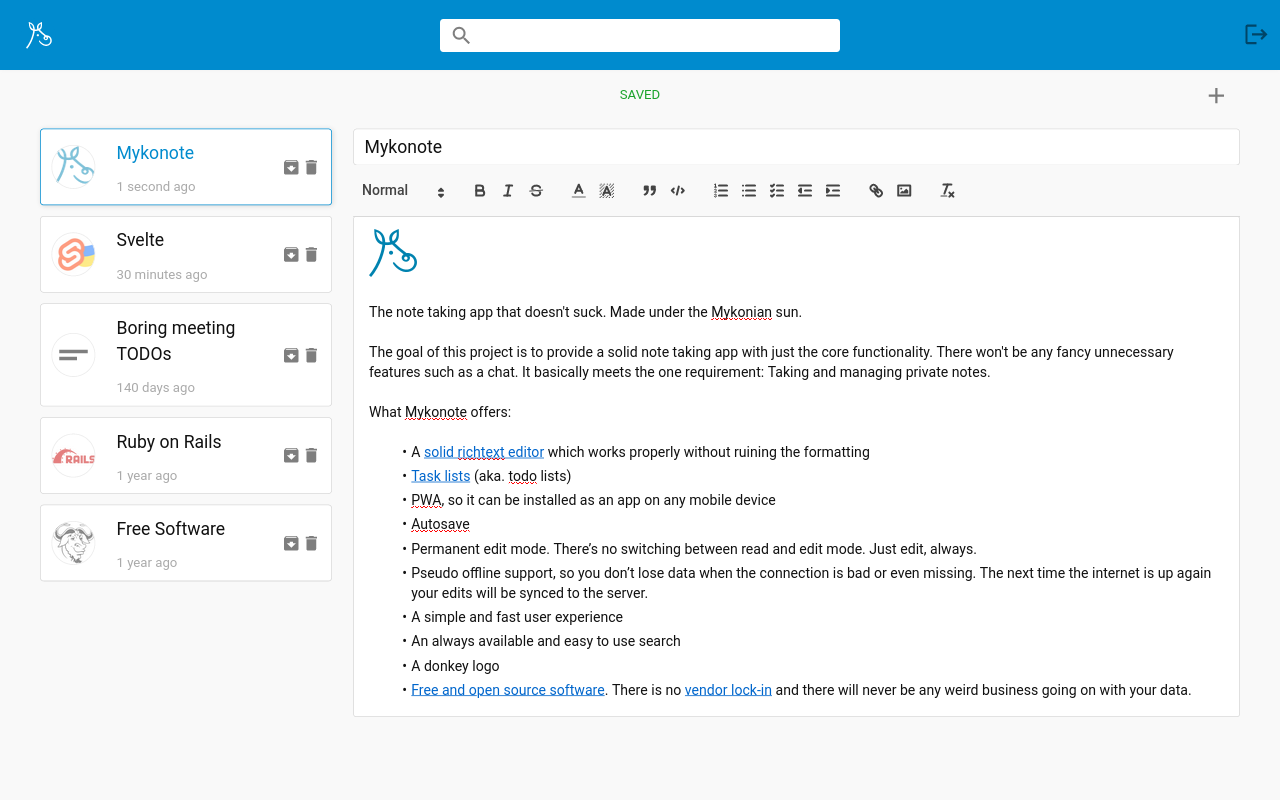 SAVED
Mykonote
1 second ago
Svelte
30 minutes ago
Boring meeting
TODOs
140 days ago
Ruby on Rails
1 year ago
RAILS
Free Software
1 year ago
Mykonote
Normal
The note taking app that doesn't suck. Made under the Mykonian sun.
The goal of this project is to provide a solid note taking app with just the core functionality. There won't be any fancy unnecessary
features such as a chat. It basically meets the one requirement: Taking and managing private notes.
What Mykonote offers:
• A solid richtext editor which works properly without ruining the formatting
• Task lists (aka. todo lists)
• PWA, so it can be installed as an app on any mobile device
• Autosave
• Permanent edit mode. There’s no switching between read and edit mode. Just edit, always.
• Pseudo offline support, so you don’t lose data when the connection is bad or even missing. The next time the internet is up again
your edits will be synced to the server.
• A simple and fast user experience
• An always available and easy to use search
• A donkey logo
• Free and open source software. There is no vendor lock-in and there will never be any weird business going on with your data.